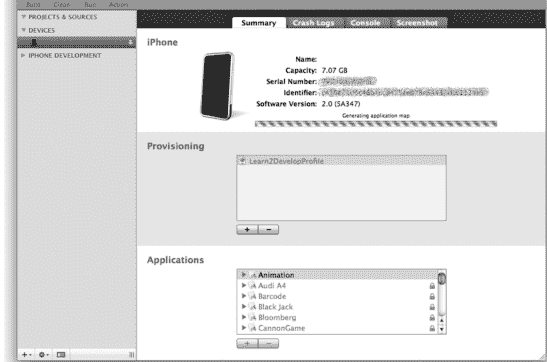 Build Clean Run Action
PROJECTS & SOURCES
DEVICES
IPHONE DEVELOPMENT
Summary Crash Logs Console Screenshot
iPhone
Name:
Capacity: 7.07 GB
Serial Number:
Identifier:
Software Version: 2.0 (5A347)
Generating application map
Provisioning
Learn2DevelopProfile
+ −
Applications
Animation
Audi A4
Barcode
Black Jack
Bloomberg
CannonGame
+ −